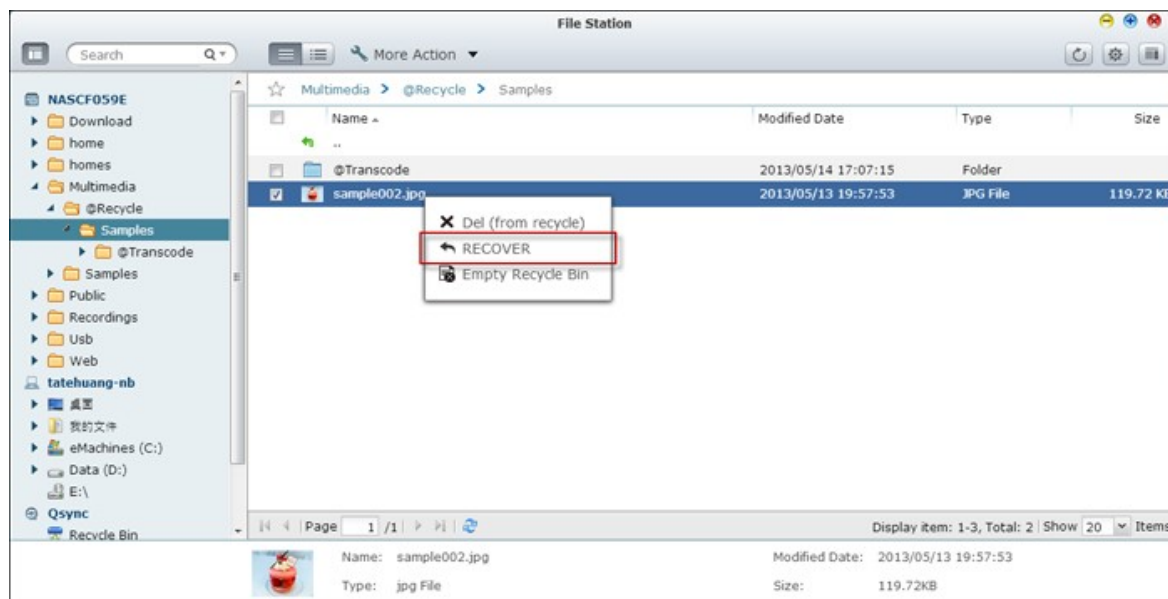 File Station
Search
More Action
NASCF059E
Download
home
homes
Multimedia
@Recycle
Samples
@Transcode
Samples
Public
Recordings
Usb
Web
tatehuang-nb
桌面
我的文件
eMachines (C:)
Data (D:)
E:\
Qsync
Recycle Bin
Multimedia > @Recycle > Samples
Name Modified Date Type Size
..
@Transcode 2013/05/14 17:07:15 Folder
sample002.jpg 2013/05/13 19:57:53 JPG File 119.72 KB
Del (from recycle)
RECOVER
Empty Recycle Bin
Page 1 /1 Display item: 1-3, Total: 2 Show 20 Items
Name: sample002.jpg Modified Date: 2013/05/13 19:57:53
Type: jpg File Size: 119.72KB